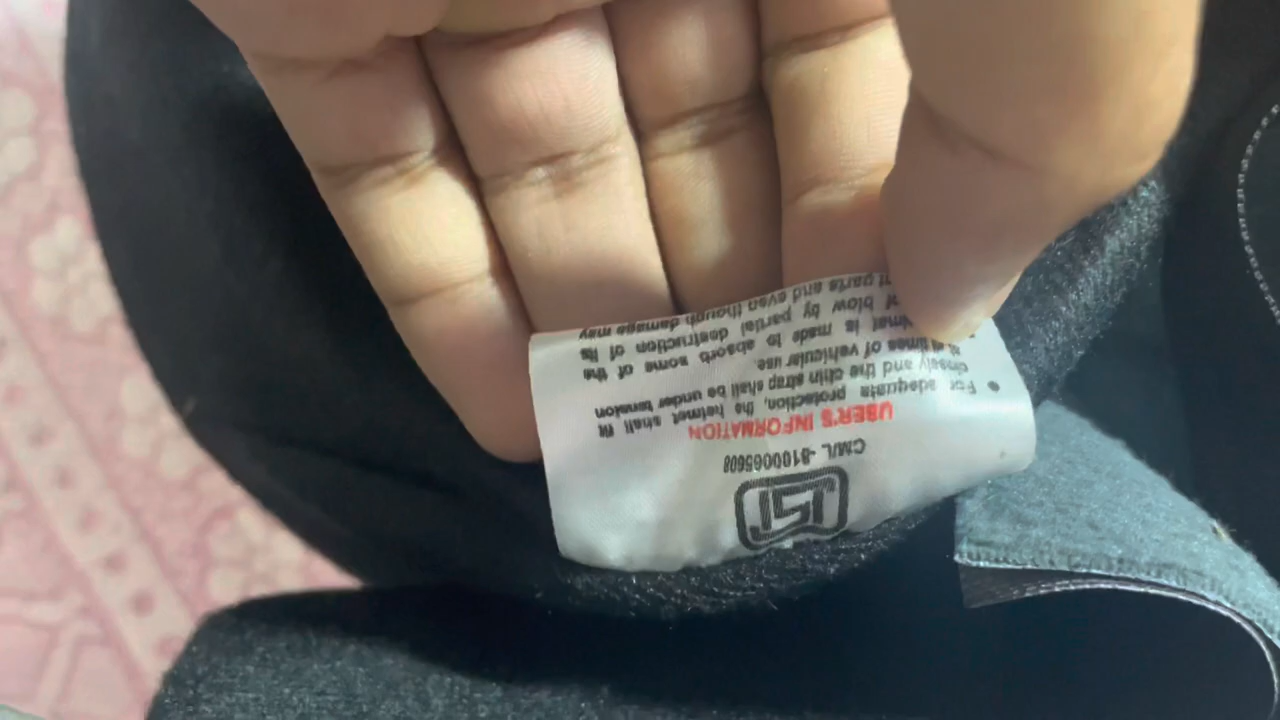 ISI
CM/L -8100065608
USER'S INFORMATION
• For adequate protection, the helmet shall fit
closely and the chin strap shall be under tension
at all times of vehicular use.
helmet is made to absorb some of the
of blow by partial destruction of its
parts and even though damage may